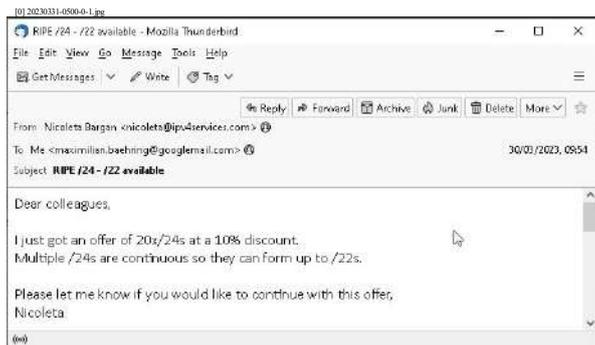 [0] 20230331-0500-0-1.jpg
RIPE /24 - /22 available - Mozilla Thunderbird
File Edit View Go Message Tools Help
Get Messages Write Tag
Reply Forward Archive Junk Delete More
From Nicoleta Bargan <nicoleta@ipv4services.com>
To Me <maximilian.baehring@googlemail.com> 30/03/2023, 09:54
Subject RIPE /24 - /22 available
Dear colleagues,
I just got an offer of 20x/24s at a 10% discount.
Multiple /24s are continuous so they can form up to /22s.
Please let me know if you would like to continue with this offer,
Nicoleta